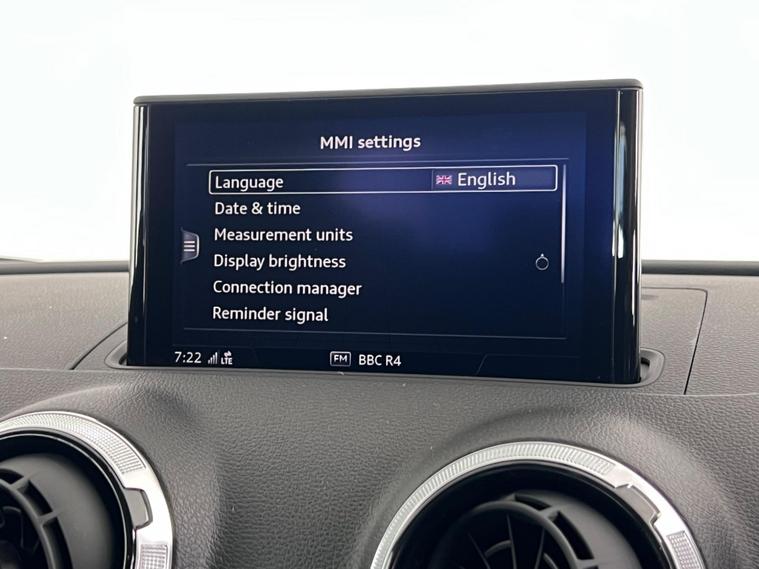 MMI settings
Language English
Date & time
Measurement units
Display brightness
Connection manager
Reminder signal
7:22 LTE FM BBC R4